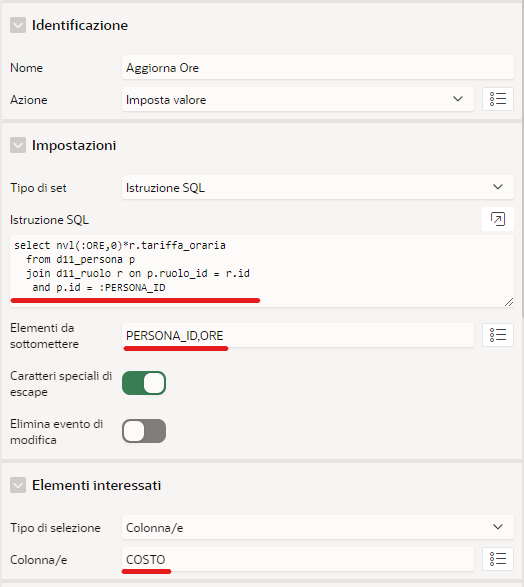 Identificazione
Nome Aggiorna Ore
Azione Imposta valore
Impostazioni
Tipo di set Istruzione SQL
Istruzione SQL
select nvl(:ORE,0)*r.tariffa_oraria
from d11_persona p
join d11_ruolo r on p.ruolo_id = r.id
and p.id = :PERSONA_ID
Elementi da
sottomettere PERSONA_ID,ORE
Caratteri speciali di
escape
Elimina evento di
modifica
Elementi interessati
Tipo di selezione Colonna/e
Colonna/e COSTO